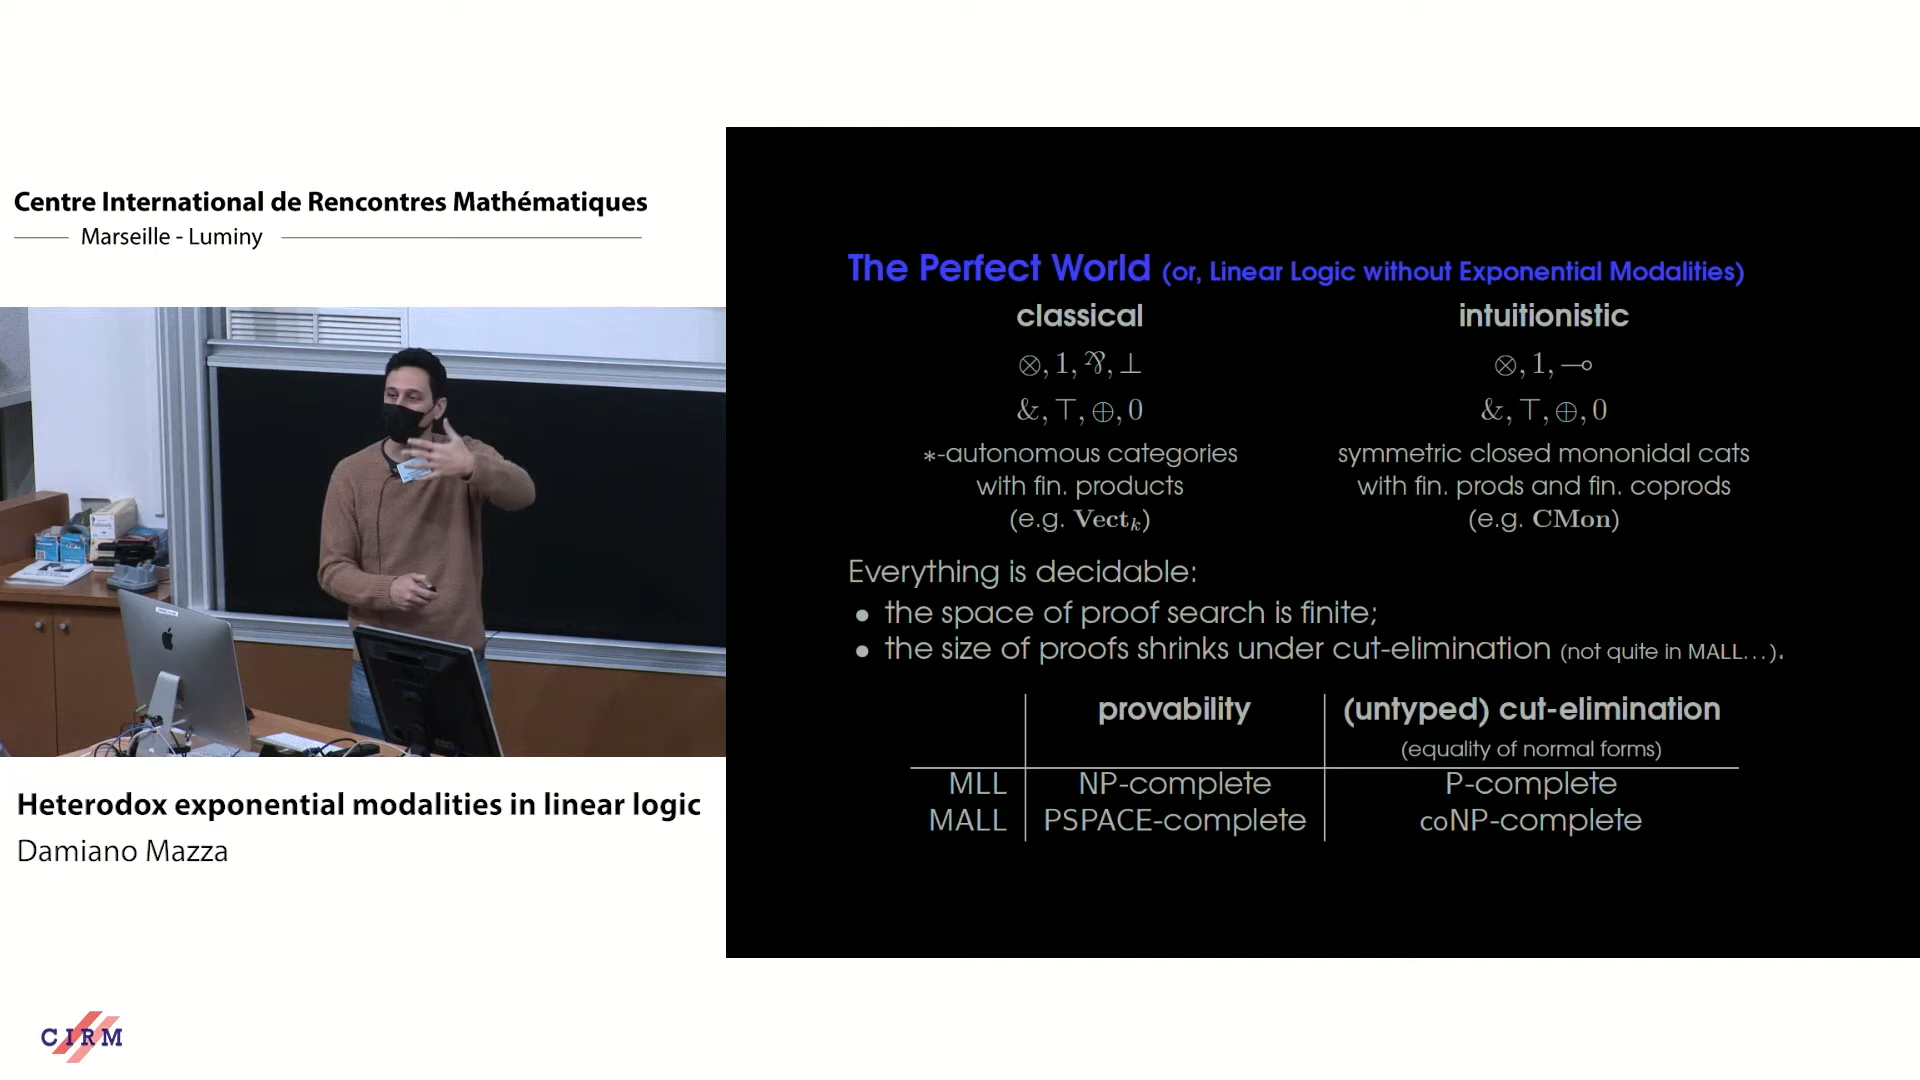 Centre International de Rencontres Mathématiques
Marseille - Luminy
The Perfect World (or, Linear Logic without Exponential Modalities)
classical
⊗, 1, ⅋, ⊥
&, ⊤, ⊕, 0
*-autonomous categories
with fin. products
(e.g. Vectₖ)
intuitionistic
⊗, 1, ⊸
&, ⊤, ⊕, 0
symmetric closed mononidal cats
with fin. prods and fin. coprods
(e.g. CMon)
Everything is decidable:
• the space of proof search is finite;
• the size of proofs shrinks under cut-elimination (not quite in MALL...).
provability (untyped) cut-elimination
(equality of normal forms)
MLL NP-complete P-complete
MALL PSPACE-complete coNP-complete
Heterodox exponential modalities in linear logic
Damiano Mazza
CIRM